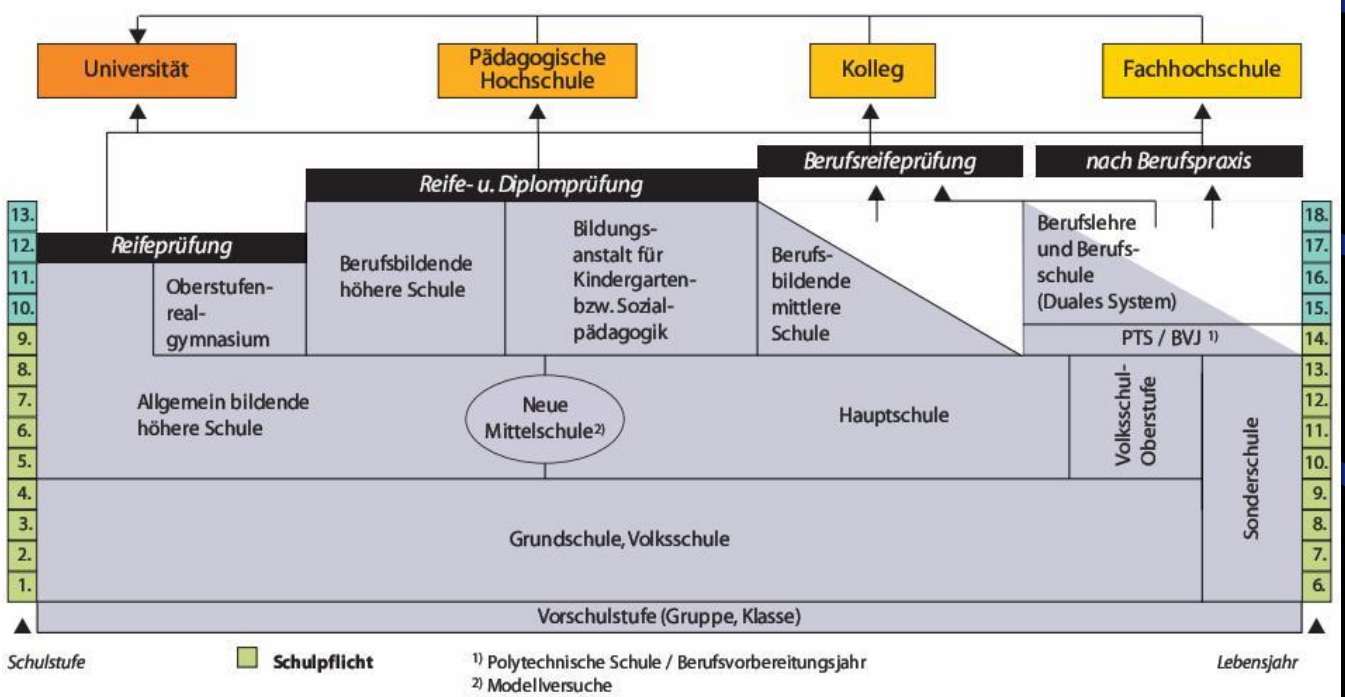 Universität
Pädagogische
Hochschule
Kolleg
Fachhochschule
Berufsreifeprüfung
nach Berufspraxis
Reife- u. Diplomprüfung
Reifeprüfung
13.
12.
11.
10.
9.
8.
7.
6.
5.
4.
3.
2.
1.
Oberstufen-
real-
gymnasium
Berufsbildende
höhere Schule
Bildungs-
anstalt für
Kindergarten-
bzw. Sozial-
pädagogik
Berufs-
bildende
mittlere
Schule
Berufslehre
und Berufs-
schule
(Duales System)
PTS / BVJ 1)
Allgemein bildende
höhere Schule
Neue
Mittelschule2)
Hauptschule
Volksschul-
Oberstufe
Sonderschule
Grundschule, Volksschule
Vorschulstufe (Gruppe, Klasse)
18.
17.
16.
15.
14.
13.
12.
11.
10.
9.
8.
7.
6.
Schulstufe
Schulpflicht
1) Polytechnische Schule / Berufsvorbereitungsjahr
2) Modellversuche
Lebensjahr